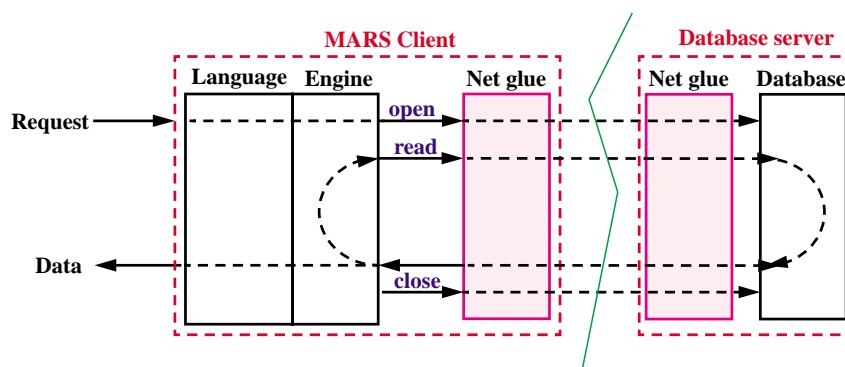 MARS Client
Database server
Language
Engine
Net glue
Net glue
Database
Request
open
read
Data
close